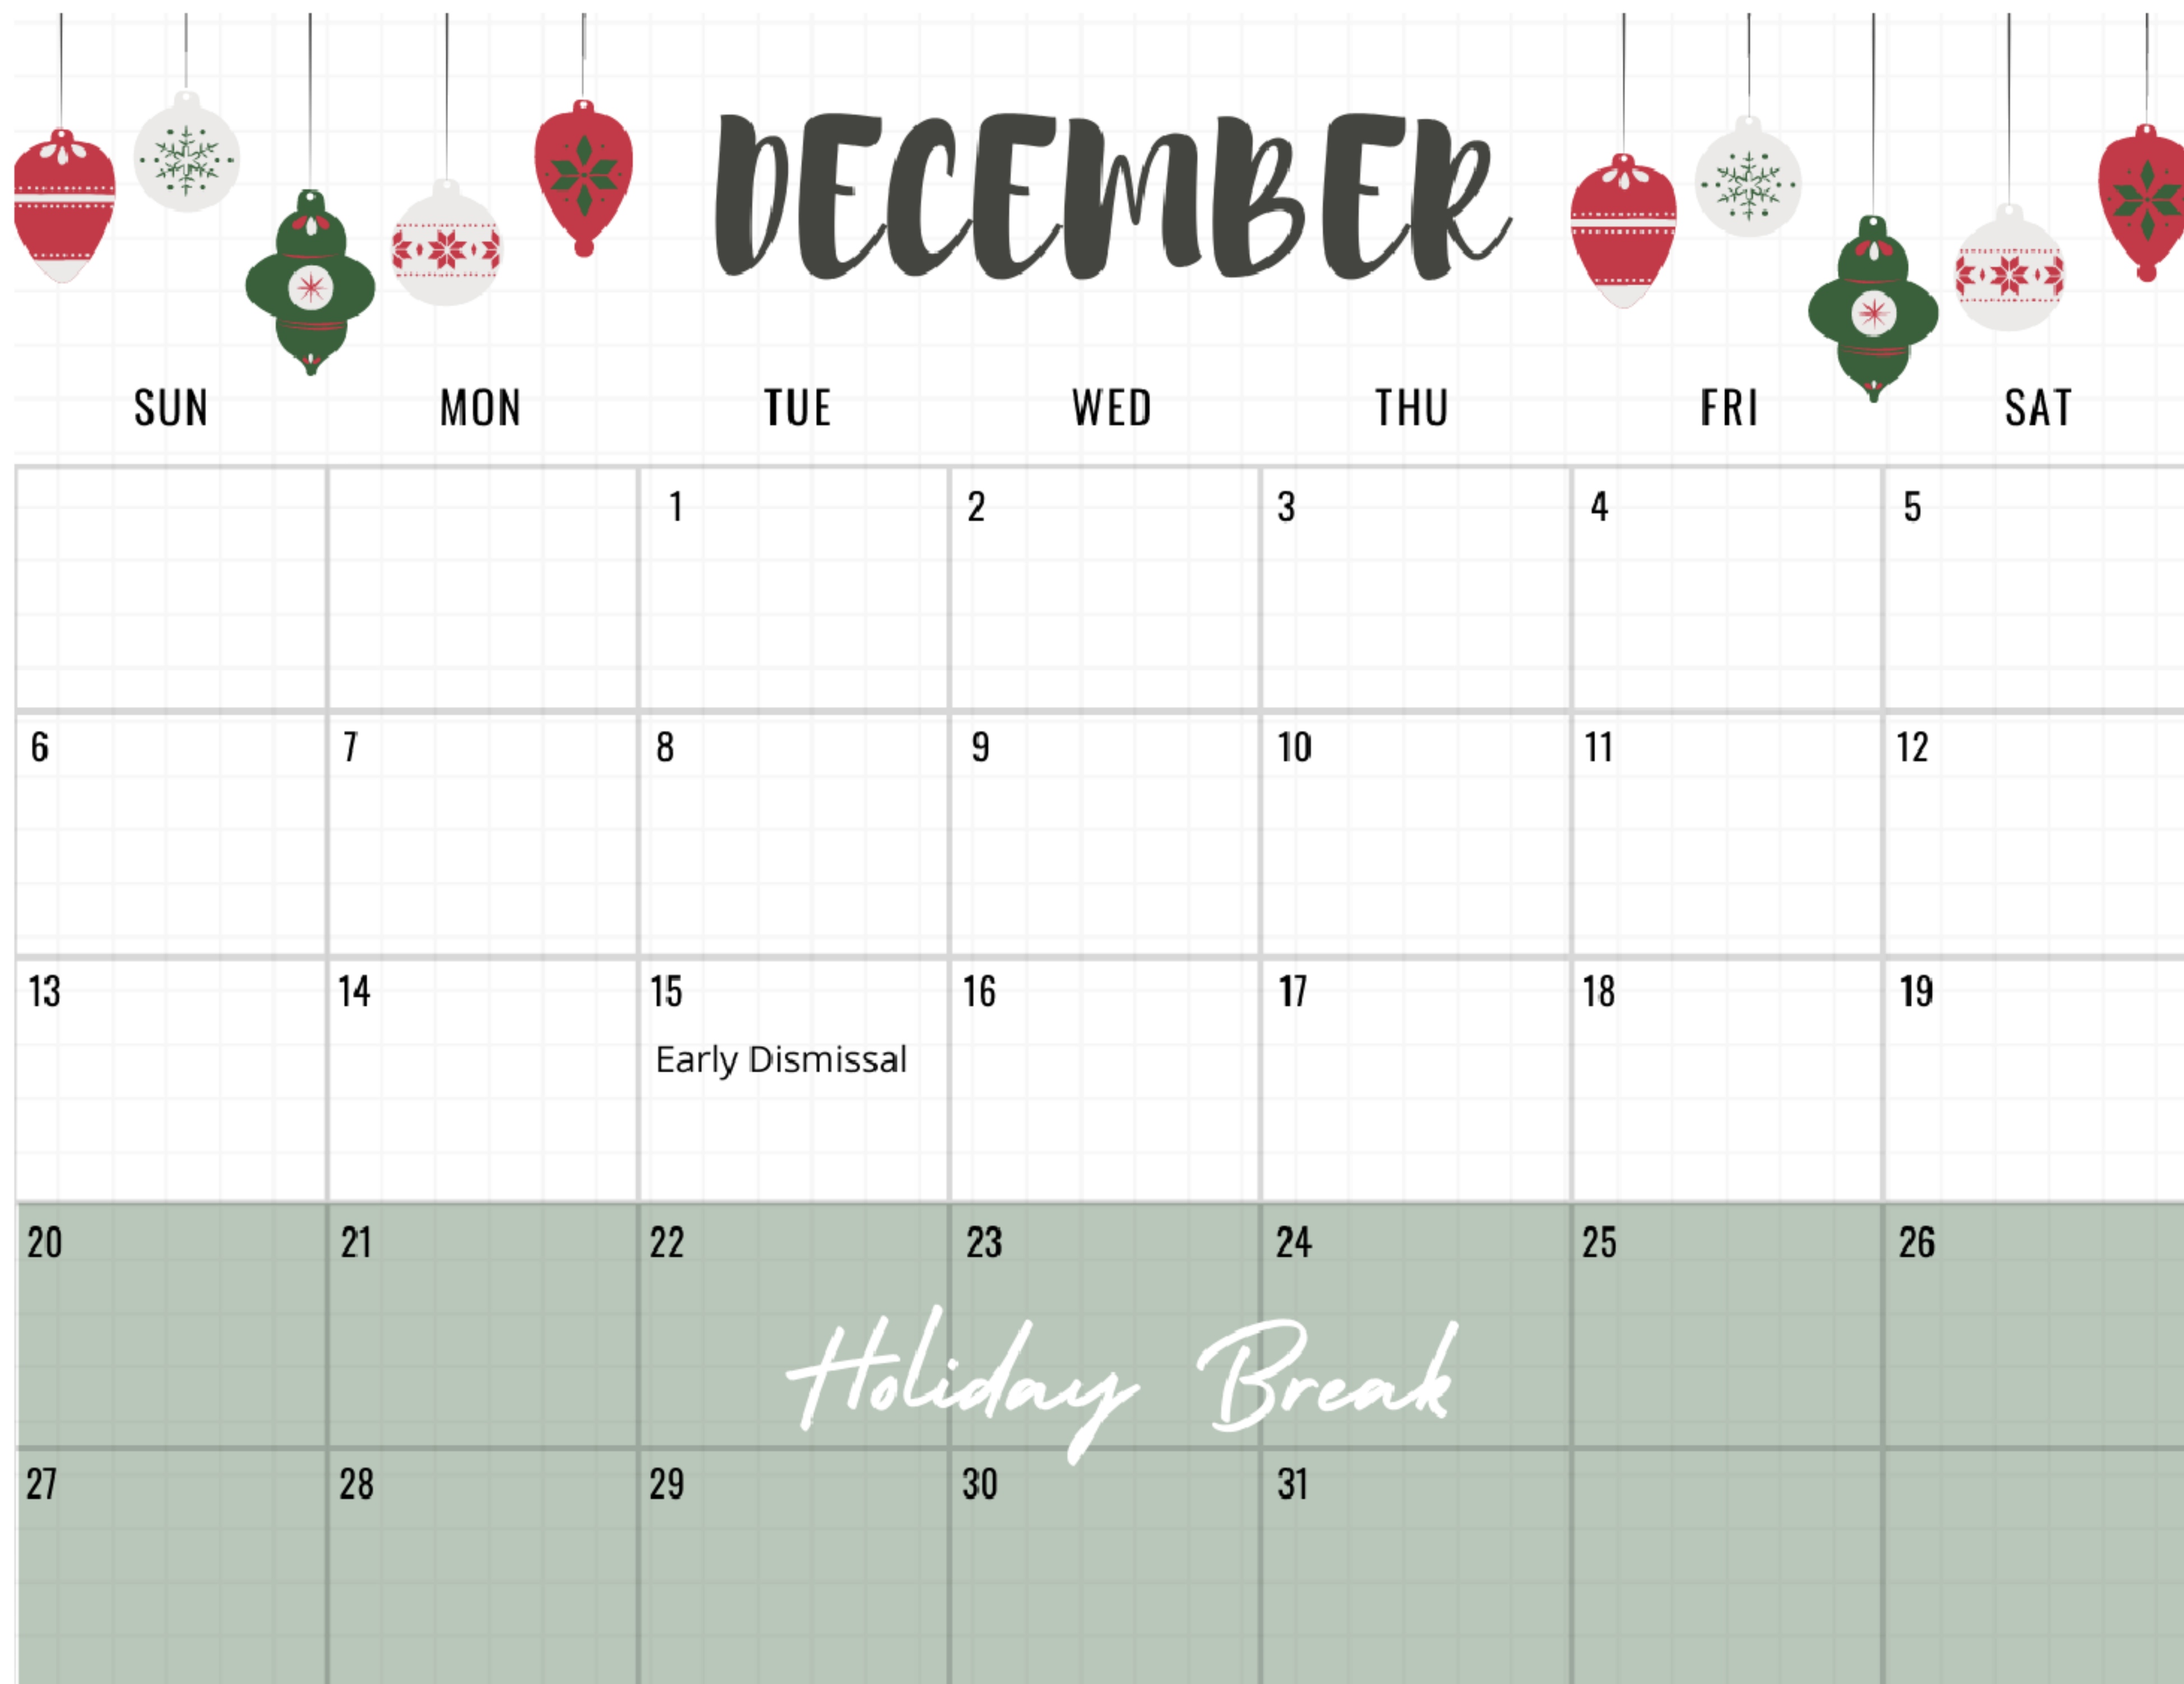 DECEMBER
SUN MON TUE WED THU FRI SAT
1 2 3 4 5
6 7 8 9 10 11 12
13 14 15 16 17 18 19
Early Dismissal
20 21 22 23 24 25 26
Holiday Break
27 28 29 30 31